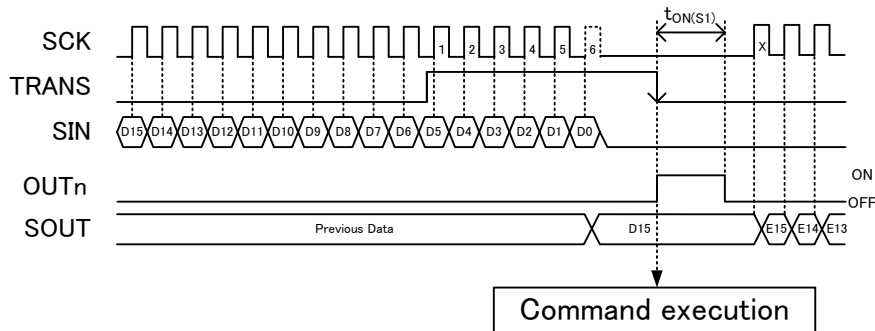 tON(S1)
SCK
1 2 3 4 5 6 X
TRANS
SIN
D15 D14 D13 D12 D11 D10 D9 D8 D7 D6 D5 D4 D3 D2 D1 D0
OUTn
ON
OFF
SOUT
Previous Data D15 E15 E14 E13
Command execution